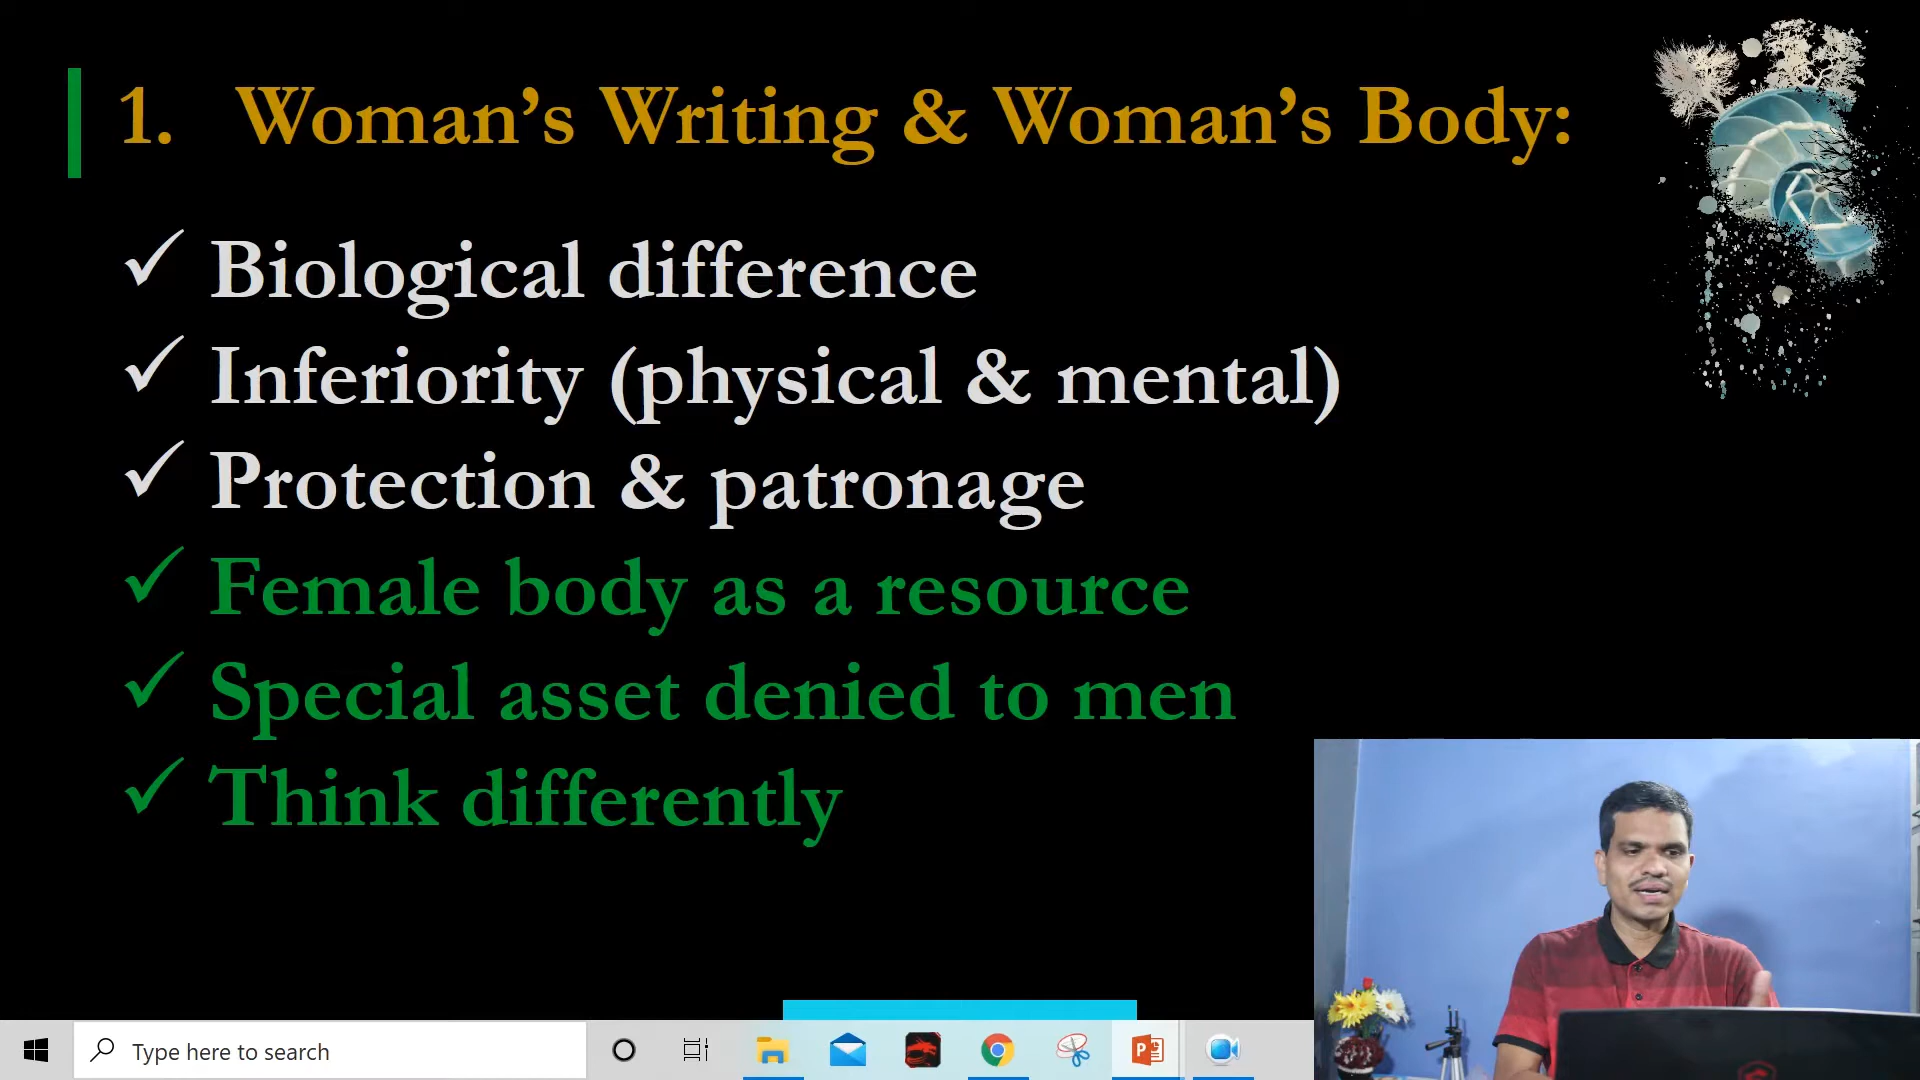 1. Woman’s Writing & Woman’s Body:
✓ Biological difference
✓ Inferiority (physical & mental)
✓ Protection & patronage
✓ Female body as a resource
✓ Special asset denied to men
✓ Think differently
Type here to search